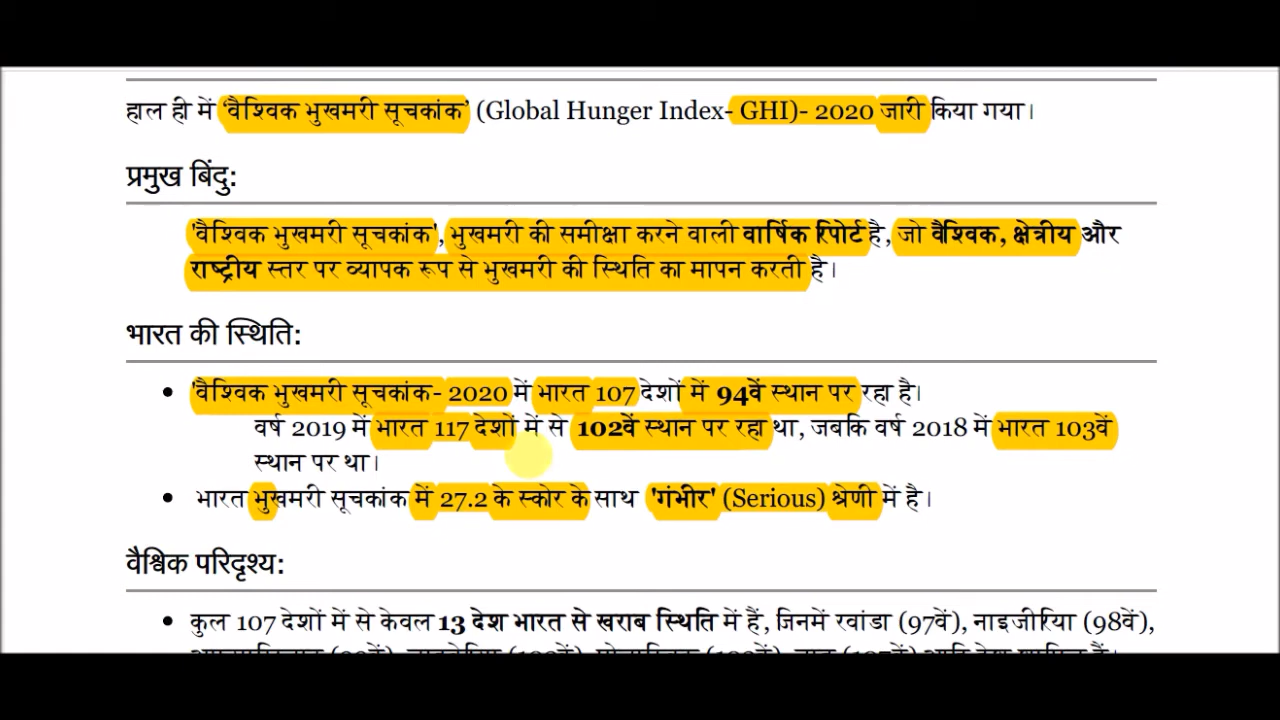 हाल ही में ‘वैश्विक भुखमरी सूचकांक’ (Global Hunger Index- GHI)- 2020 जारी किया गया।
प्रमुख बिंदु:
'वैश्विक भुखमरी सूचकांक', भुखमरी की समीक्षा करने वाली वार्षिक रिपोर्ट है, जो वैश्विक, क्षेत्रीय और
राष्ट्रीय स्तर पर व्यापक रूप से भुखमरी की स्थिति का मापन करती है।
भारत की स्थिति:
• 'वैश्विक भुखमरी सूचकांक- 2020 में भारत 107 देशों में 94वें स्थान पर रहा है।
वर्ष 2019 में भारत 117 देशों में से 102वें स्थान पर रहा था, जबकि वर्ष 2018 में भारत 103वें
स्थान पर था।
• भारत भुखमरी सूचकांक में 27.2 के स्कोर के साथ 'गंभीर' (Serious) श्रेणी में है।
वैश्विक परिदृश्य:
• कुल 107 देशों में से केवल 13 देश भारत से खराब स्थिति में हैं, जिनमें रवांडा (97वें), नाइजीरिया (98वें),